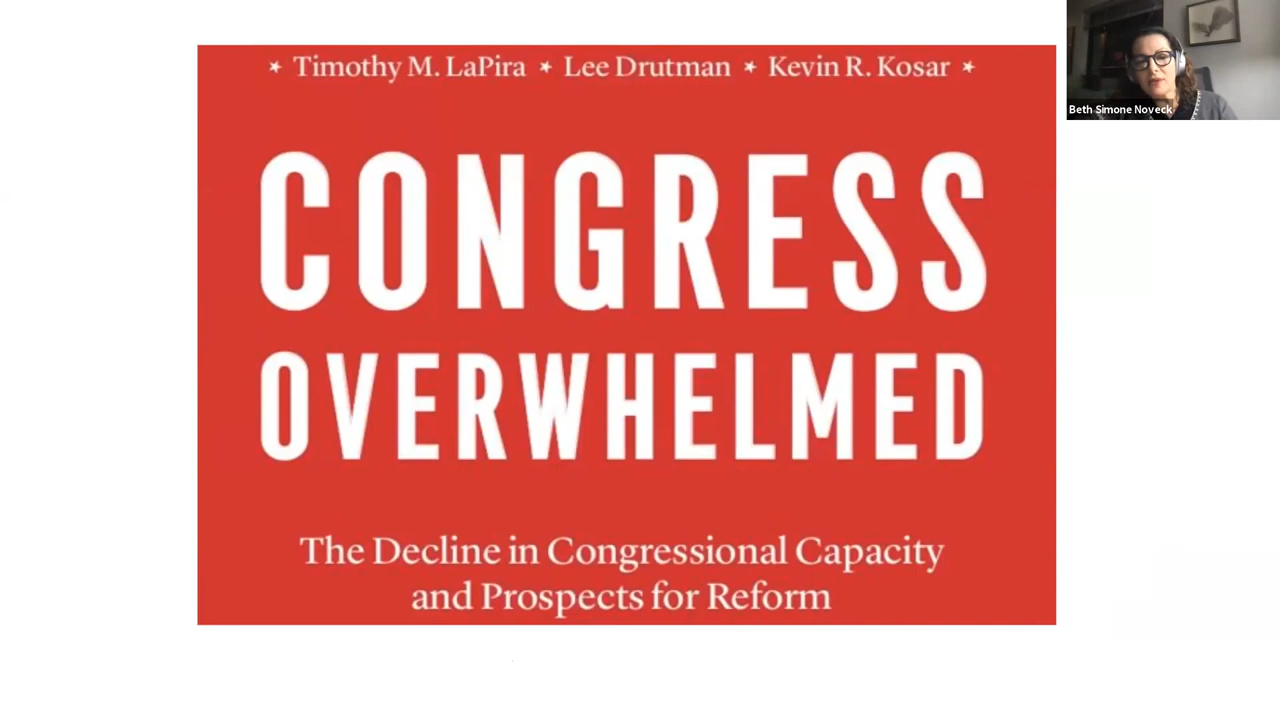 ★ Timothy M. LaPira ★ Lee Drutman ★ Kevin R. Kosar ★
CONGRESS
OVERWHELMED
The Decline in Congressional Capacity
and Prospects for Reform
Beth Simone Noveck